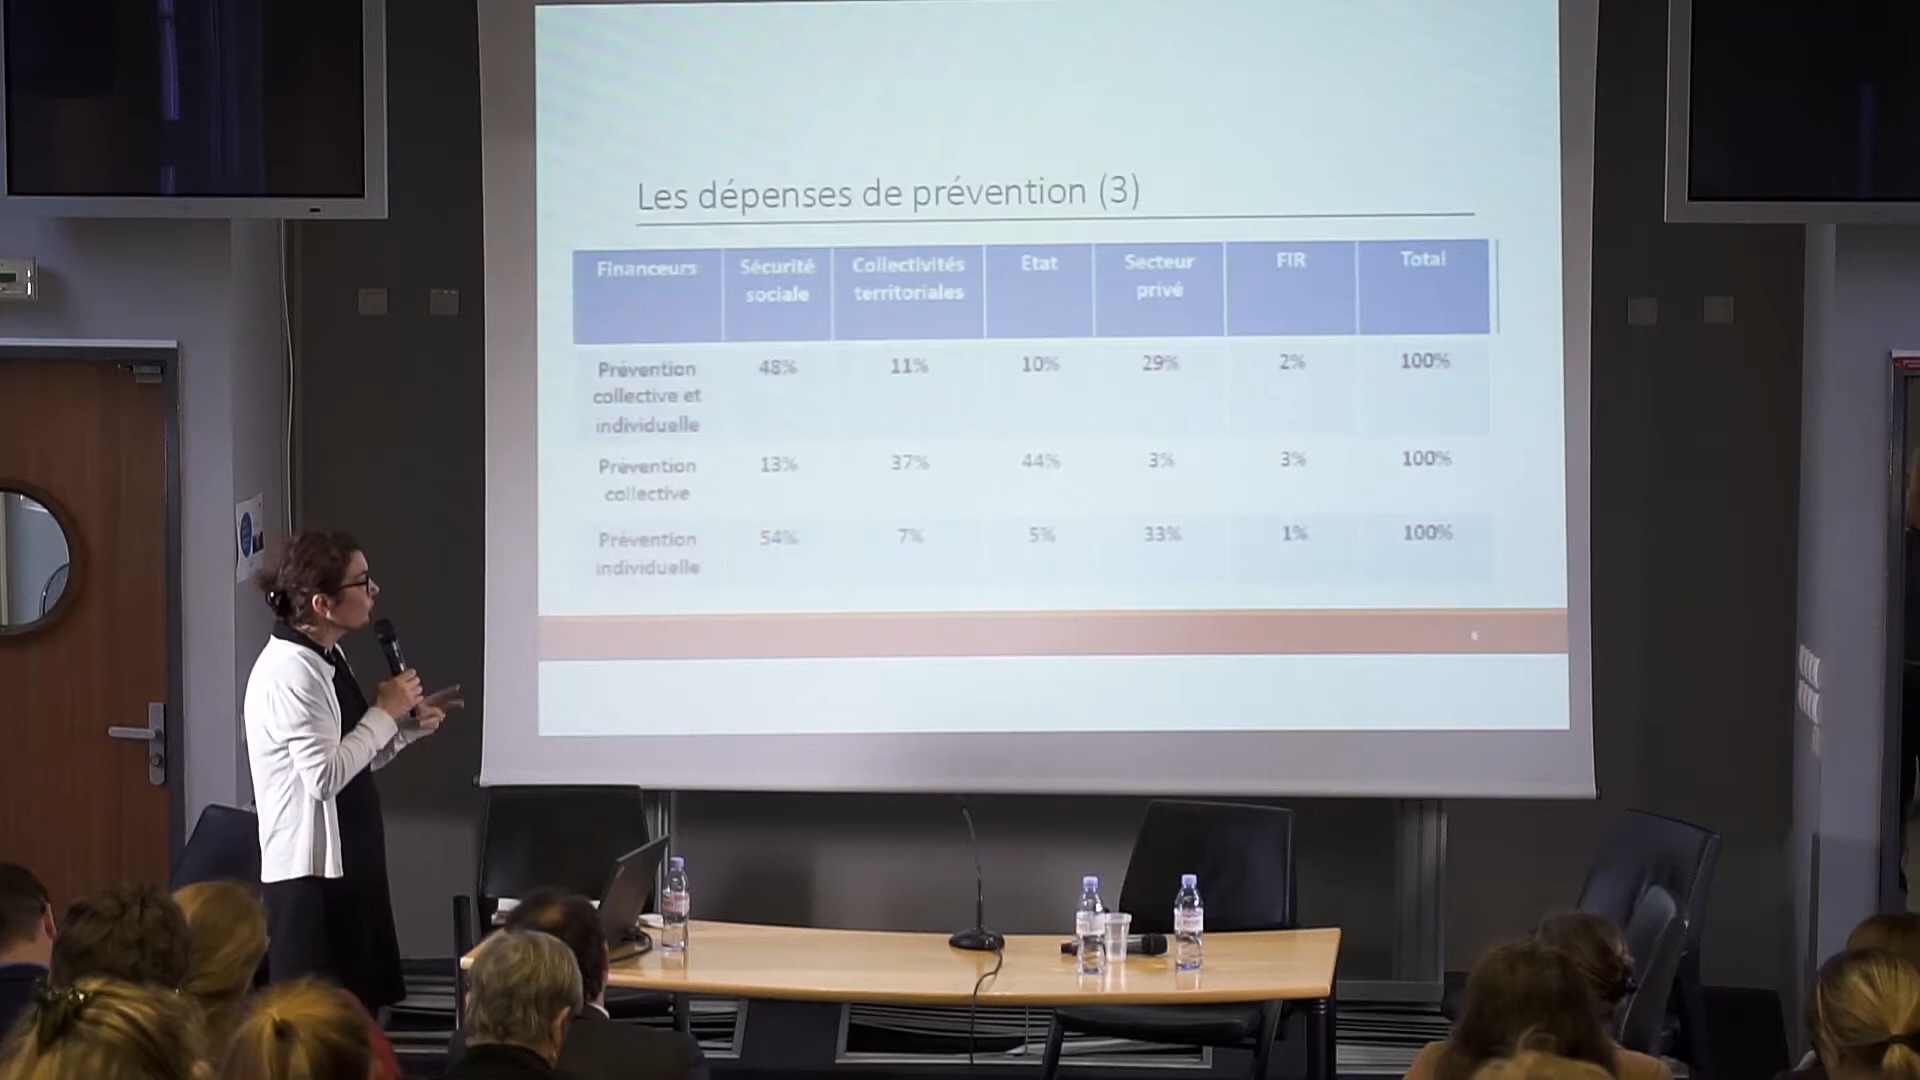 Les dépenses de prévention (3)
Financeurs
Sécurité
sociale
Collectivités
territoriales
Etat
Secteur
privé
FIR
Total
Prévention
collective et
individuelle
48%
11%
10%
29%
2%
100%
Prévention
collective
13%
37%
44%
3%
3%
100%
Prévention
individuelle
54%
7%
5%
33%
1%
100%